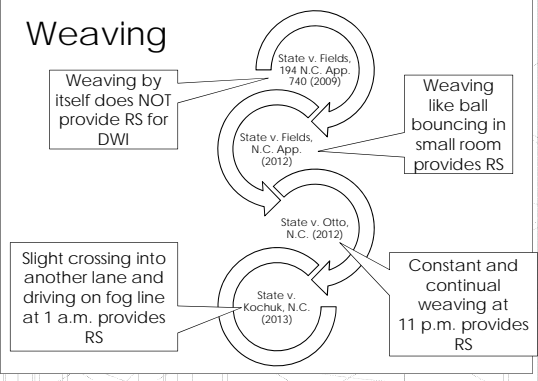 Weaving
State v. Fields,
194 N.C. App.
740 (2009)
Weaving by
itself does NOT
provide RS for
DWI
Weaving
like ball
bouncing in
small room
provides RS
State v. Fields,
N.C. App.
(2012)
State v. Otto,
N.C. (2012)
Constant and
continual
weaving at
11 p.m. provides
RS
Slight crossing into
another lane and
driving on fog line
at 1 a.m. provides
RS
State v.
Kochuk, N.C.
(2013)